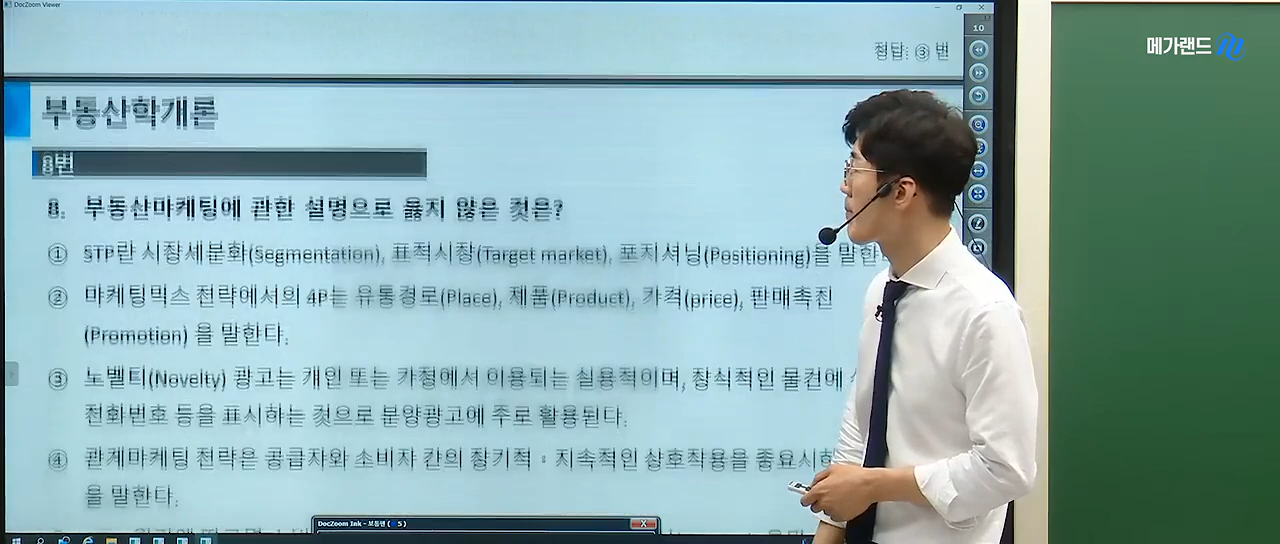 DocZoom Viewer
10
정답: ③ 번
메가랜드
부동산학개론
8번
8. 부동산마케팅에 관한 설명으로 옳지 않은 것은?
① STP란 시장세분화(Segmentation), 표적시장(Target market), 포지셔닝(Positioning)을 말한
② 마케팅믹스 전략에서의 4P는 유통경로(Place), 제품(Product), 가격(price), 판매촉진
(Promotion) 을 말한다.
③ 노벨티(Novelty) 광고는 개인 또는 가정에서 이용되는 실용적이며, 장식적인 물건에
전화번호 등을 표시하는 것으로 분양광고에 주로 활용된다.
④ 관계마케팅 전략은 공급자와 소비자 간의 장기적・지속적인 상호작용을 중요시하
을 말한다.
DocZoom Ink - 보통펜 ( 5 )